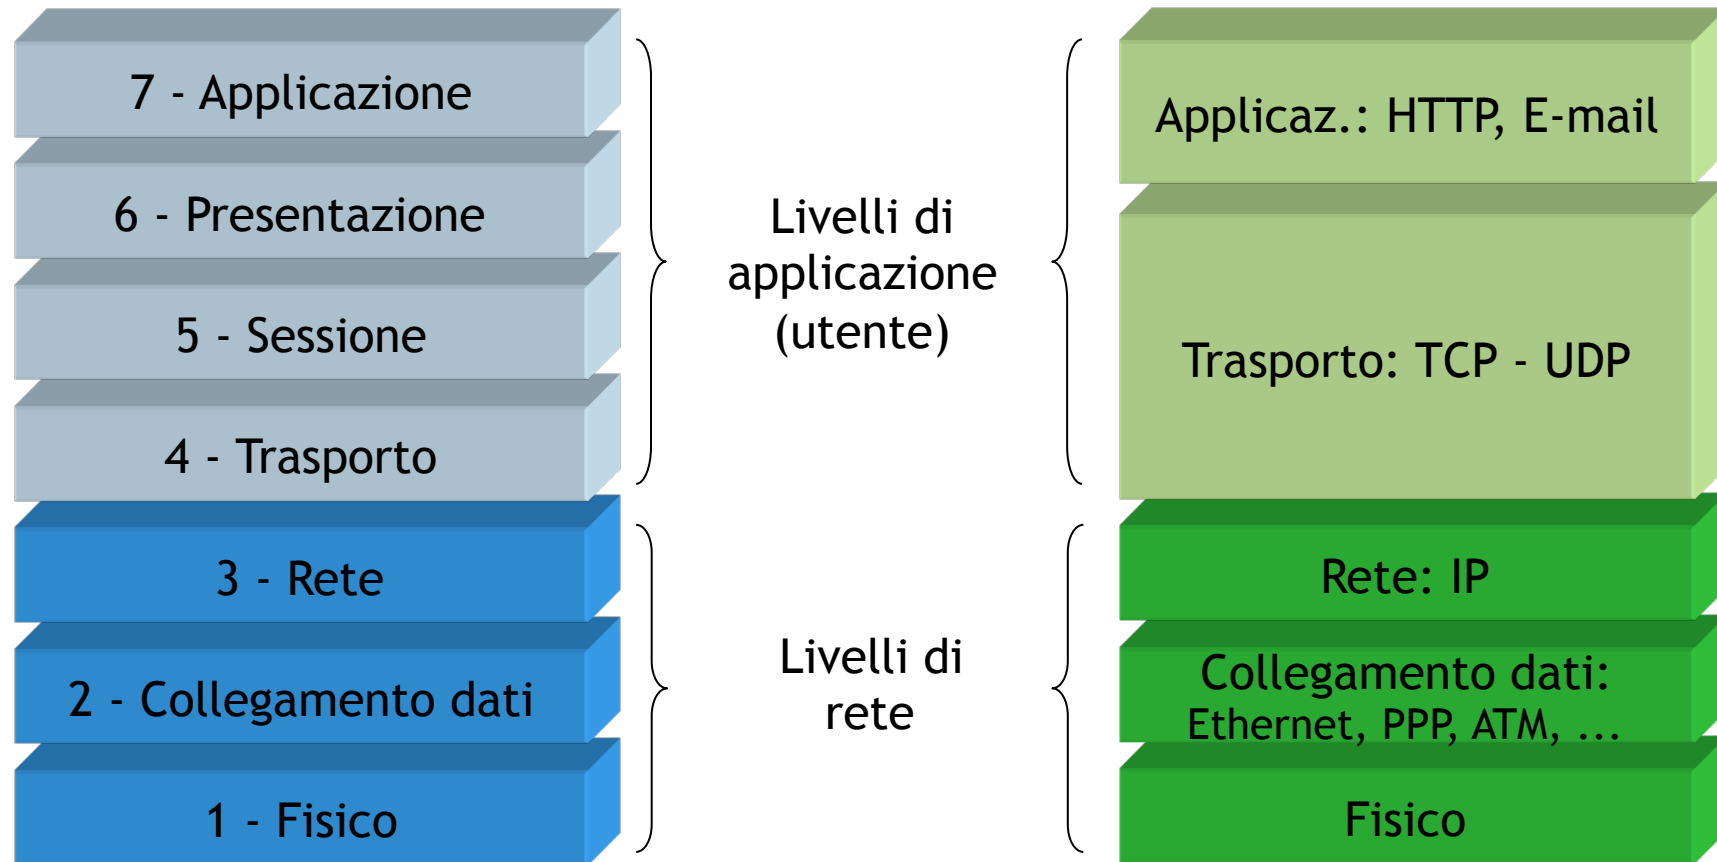 7 - Applicazione
6 - Presentazione
5 - Sessione
4 - Trasporto
3 - Rete
2 - Collegamento dati
1 - Fisico
Livelli di
applicazione
(utente)
Livelli di
rete
Applicaz.: HTTP, E-mail
Trasporto: TCP - UDP
Rete: IP
Collegamento dati:
Ethernet, PPP, ATM, ...
Fisico